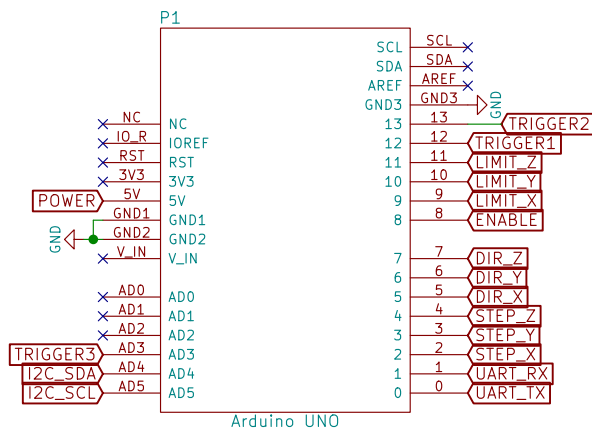 P1
SCL SCL
SDA SDA
AREF AREF
GND3 GND3 GND
NC NC 13 13 TRIGGER2
IO_R IOREF 12 12 TRIGGER1
RST RST 11 11 LIMIT_Z
3V3 3V3 10 10 LIMIT_Y
POWER 5V 5V 9 9 LIMIT_X
GND1 GND1 8 8 ENABLE
GND GND2 GND2
V_IN V_IN 7 7 DIR_Z
6 6 DIR_Y
AD0 AD0 5 5 DIR_X
AD1 AD1 4 4 STEP_Z
AD2 AD2 3 3 STEP_Y
TRIGGER3 AD3 AD3 2 2 STEP_X
I2C_SDA AD4 AD4 1 1 UART_RX
I2C_SCL AD5 AD5 0 0 UART_TX
Arduino UNO